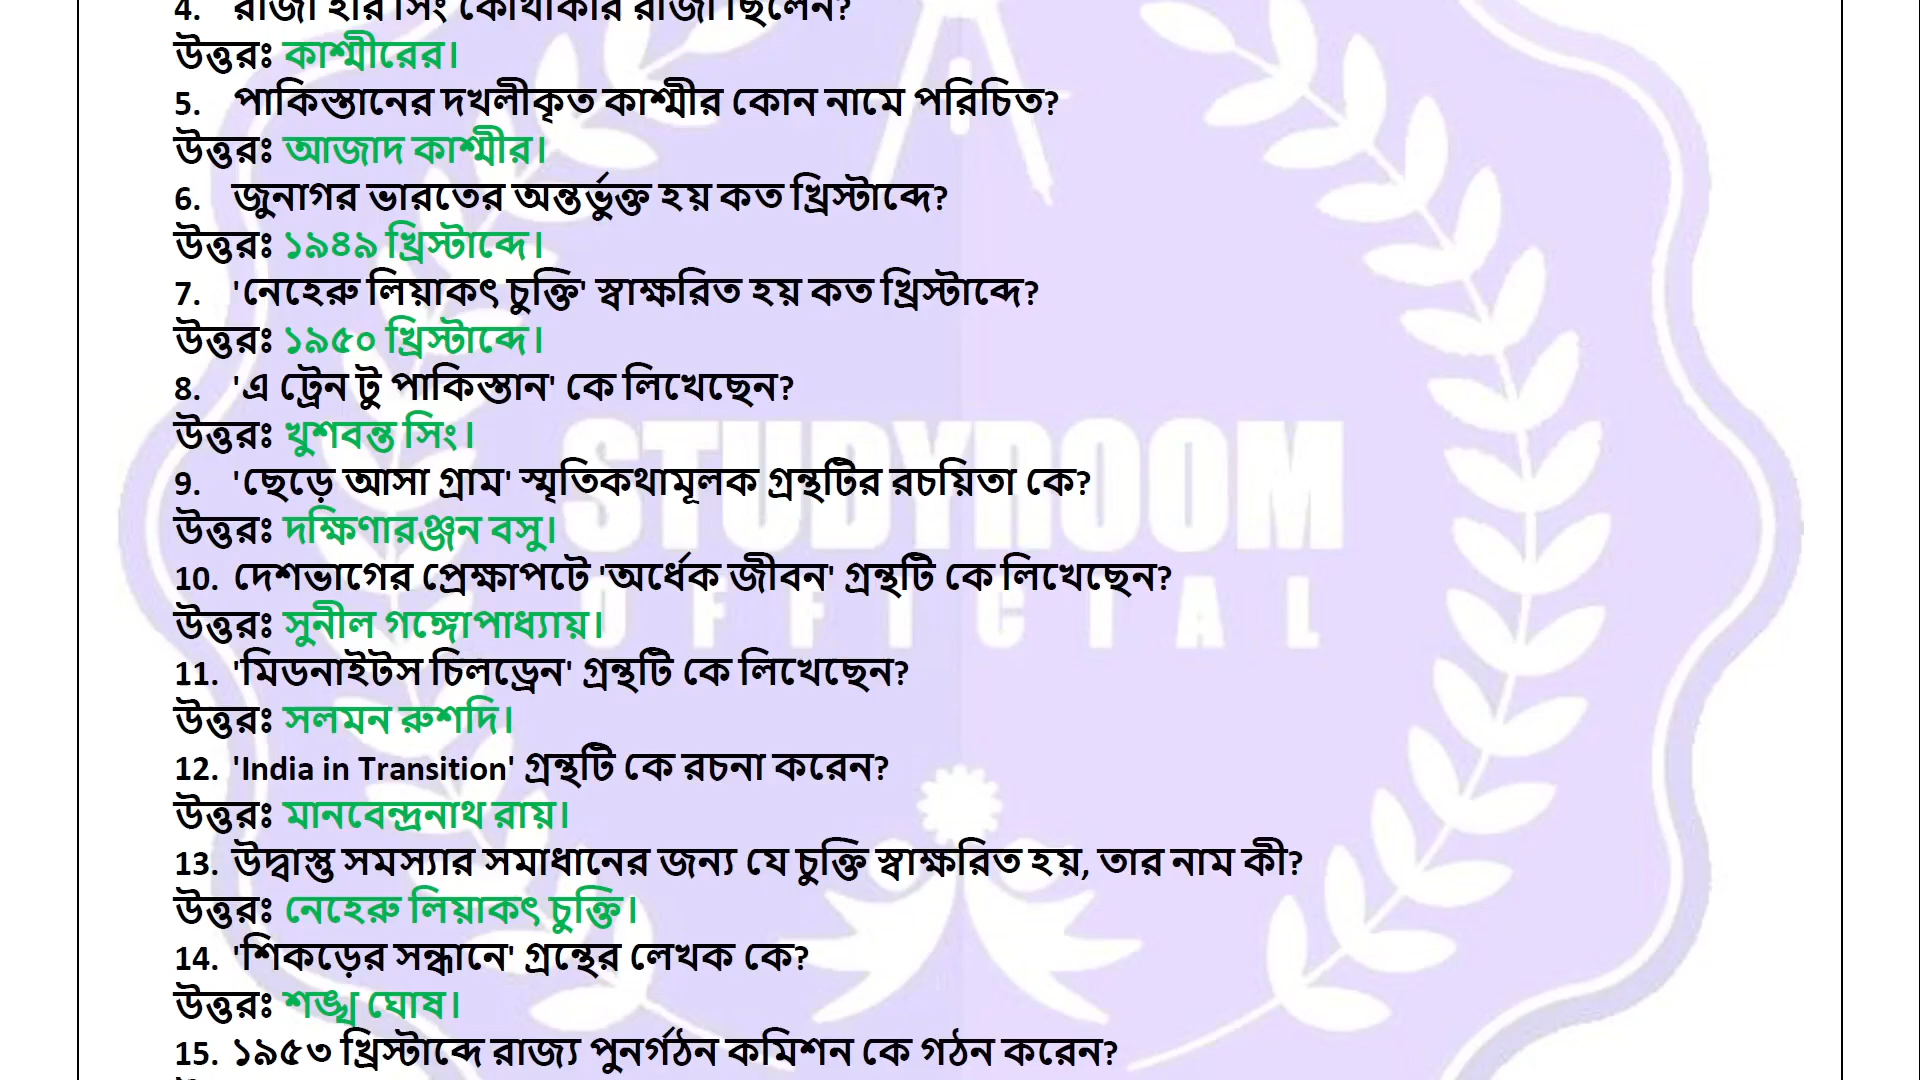 4. রাজা হরি সিং কোথাকার রাজা ছিলেন?
উত্তরঃ কাশ্মীরের।
5. পাকিস্তানের দখলীকৃত কাশ্মীর কোন নামে পরিচিত?
উত্তরঃ আজাদ কাশ্মীর।
6. জুনাগর ভারতের অন্তর্ভুক্ত হয় কত খ্রিস্টাব্দে?
উত্তরঃ ১৯৪৯ খ্রিস্টাব্দে।
7. 'নেহেরু লিয়াকৎ চুক্তি' স্বাক্ষরিত হয় কত খ্রিস্টাব্দে?
উত্তরঃ ১৯৫০ খ্রিস্টাব্দে।
8. 'এ ট্রেন টু পাকিস্তান' কে লিখেছেন?
উত্তরঃ খুশবন্ত সিং।
9. 'ছেড়ে আসা গ্রাম' স্মৃতিকথামূলক গ্রন্থটির রচয়িতা কে?
উত্তরঃ দক্ষিণারঞ্জন বসু।
10. দেশভাগের প্রেক্ষাপটে 'অর্ধেক জীবন' গ্রন্থটি কে লিখেছেন?
উত্তরঃ সুনীল গঙ্গোপাধ্যায়।
11. 'মিডনাইটস চিলড্রেন' গ্রন্থটি কে লিখেছেন?
উত্তরঃ সলমন রুশদি।
12. 'India in Transition' গ্রন্থটি কে রচনা করেন?
উত্তরঃ মানবেন্দ্রনাথ রায়।
13. উদ্বাস্তু সমস্যার সমাধানের জন্য যে চুক্তি স্বাক্ষরিত হয়, তার নাম কী?
উত্তরঃ নেহেরু লিয়াকৎ চুক্তি।
14. 'শিকড়ের সন্ধানে' গ্রন্থের লেখক কে?
উত্তরঃ শঙ্খ ঘোষ।
15. ১৯৫৩ খ্রিস্টাব্দে রাজ্য পুনর্গঠন কমিশন কে গঠন করেন?
STUDYROOM
OFFICIAL